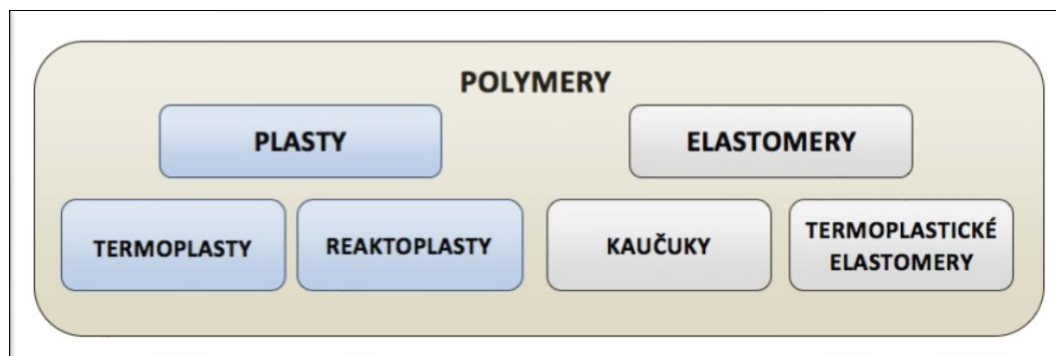 POLYMERY
PLASTY
ELASTOMERY
TERMOPLASTY
REAKTOPLASTY
KAUČUKY
TERMOPLASTICKÉ
ELASTOMERY